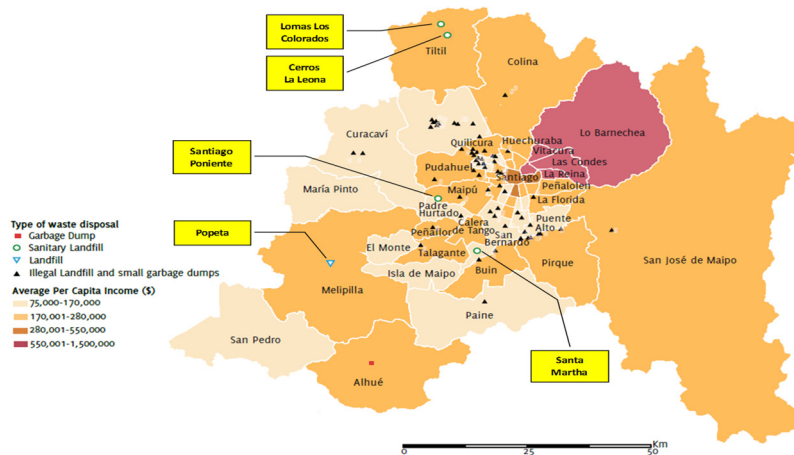 Lomas Los
Colorados
Cerros
La Leona
Tiltil
Colina
Lo Barnechea
Curacaví
Quilicura
Huechuraba
Vitacura
Las Condes
Santiago
Poniente
Pudahuel
Santiago
La Reina
Peñalolen
María Pinto
Maipú
La Florida
Padre
Hurtado
Calera
de Tango
Puente
Alto
Type of waste disposal
Garbage Dump
Sanitary Landfill
Landfill
Illegal Landfill and small garbage dumps
Average Per Capita Income ($)
75,000-170,000
170,001-280,000
280,001-550,000
550,001-1,500,000
Popeta
Peñailor
El Monte
Talagante
San
Bernardo
Isla de Maipo
Buin
Pirque
San José de Maipo
Melipilla
Paine
San Pedro
Alhué
Santa
Martha
0
25
50
Km